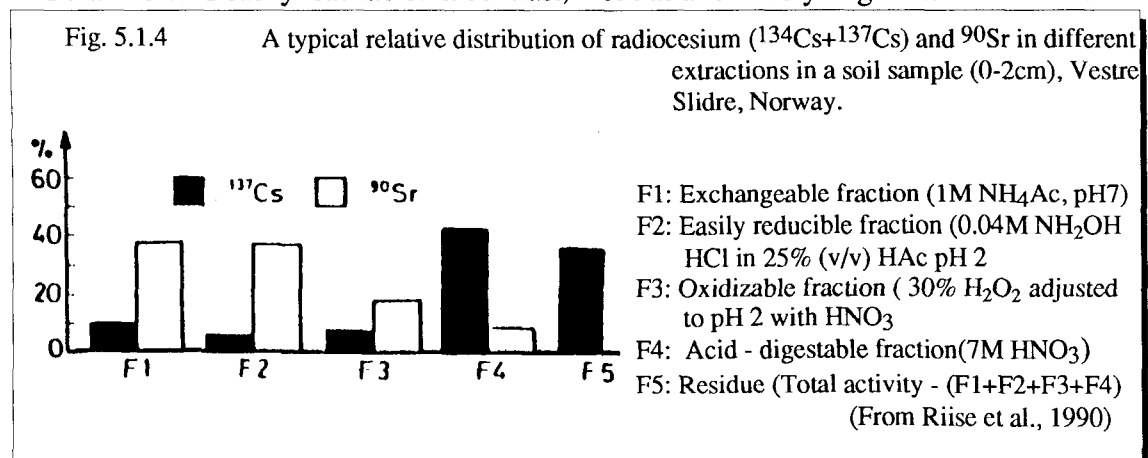 Fig. 5.1.4 A typical relative distribution of radiocesium (¹³⁴Cs+¹³⁷Cs) and ⁹⁰Sr in different
extractions in a soil sample (0-2cm), Vestre
Slidre, Norway.
%
60
40
20
0
¹³⁷Cs ⁹⁰Sr
F1 F2 F3 F4 F5
F1: Exchangeable fraction (1M NH₄Ac, pH7)
F2: Easily reducible fraction (0.04M NH₂OH
HCl in 25% (v/v) HAc pH 2
F3: Oxidizable fraction ( 30% H₂O₂ adjusted
to pH 2 with HNO₃
F4: Acid - digestable fraction(7M HNO₃)
F5: Residue (Total activity - (F1+F2+F3+F4)
(From Riise et al., 1990)